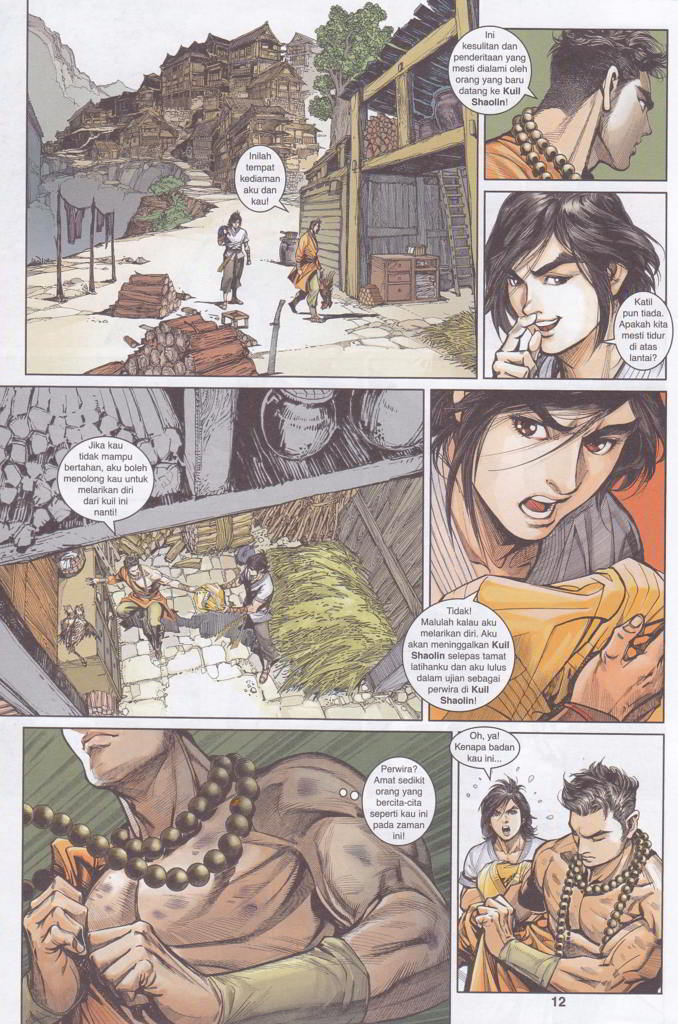 Inilah
tempat
kediaman
aku dan
kau!
Ini
kesulitan dan
penderitaan yang
mesti dialami oleh
orang yang baru
datang ke Kuil
Shaolin!
Katil
pun tiada.
Apakah kita
mesti tidur
di atas
lantai?
Jika kau
tidak mampu
bertahan, aku boleh
menolong kau untuk
melarikan diri
dari kuil ini
nanti!
Tidak!
Malulah kalau aku
melarikan diri. Aku
akan meninggalkan Kuil
Shaolin selepas tamat
latihanku dan aku lulus
dalam ujian sebagai
perwira di Kuil
Shaolin!
Perwira?
Amat sedikit
orang yang
bercita-cita
seperti kau ini
pada zaman
ini!
Oh, ya!
Kenapa badan
kau ini...
12